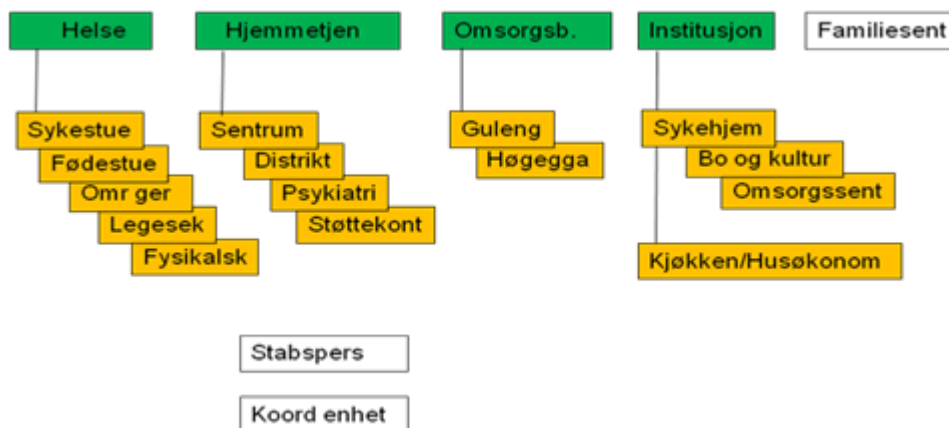 Helse
Hjemmetjen
Omsorgsb.
Institusjon
Familiesent
Sykestue
Fødestue
Omr ger
Legesek
Fysikalsk
Sentrum
Distrikt
Psykiatri
Støttekont
Guleng
Høgegga
Sykehjem
Bo og kultur
Omsorgssent
Kjøkken/Husøkonom
Stabspers
Koord enhet